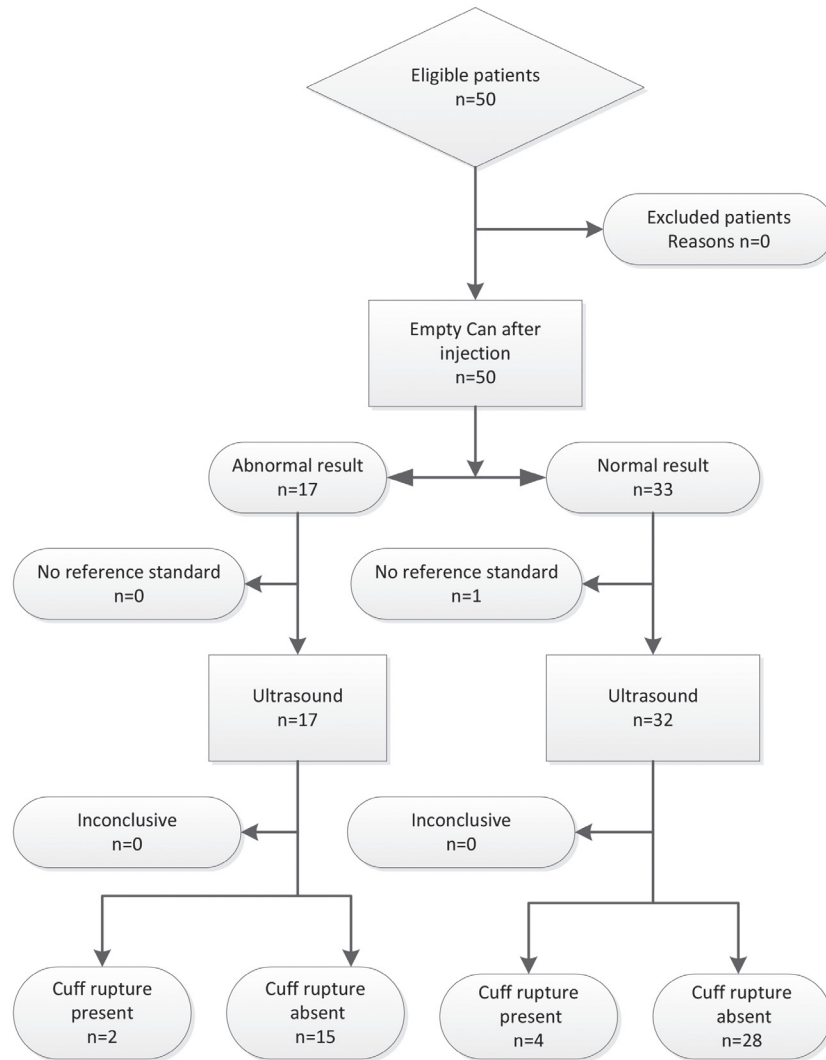 Eligible patients
n=50
Excluded patients
Reasons n=0
Empty Can after
injection
n=50
Abnormal result
n=17
Normal result
n=33
No reference standard
n=0
No reference standard
n=1
Ultrasound
n=17
Ultrasound
n=32
Inconclusive
n=0
Inconclusive
n=0
Cuff rupture
present
n=2
Cuff rupture
absent
n=15
Cuff rupture
present
n=4
Cuff rupture
absent
n=28